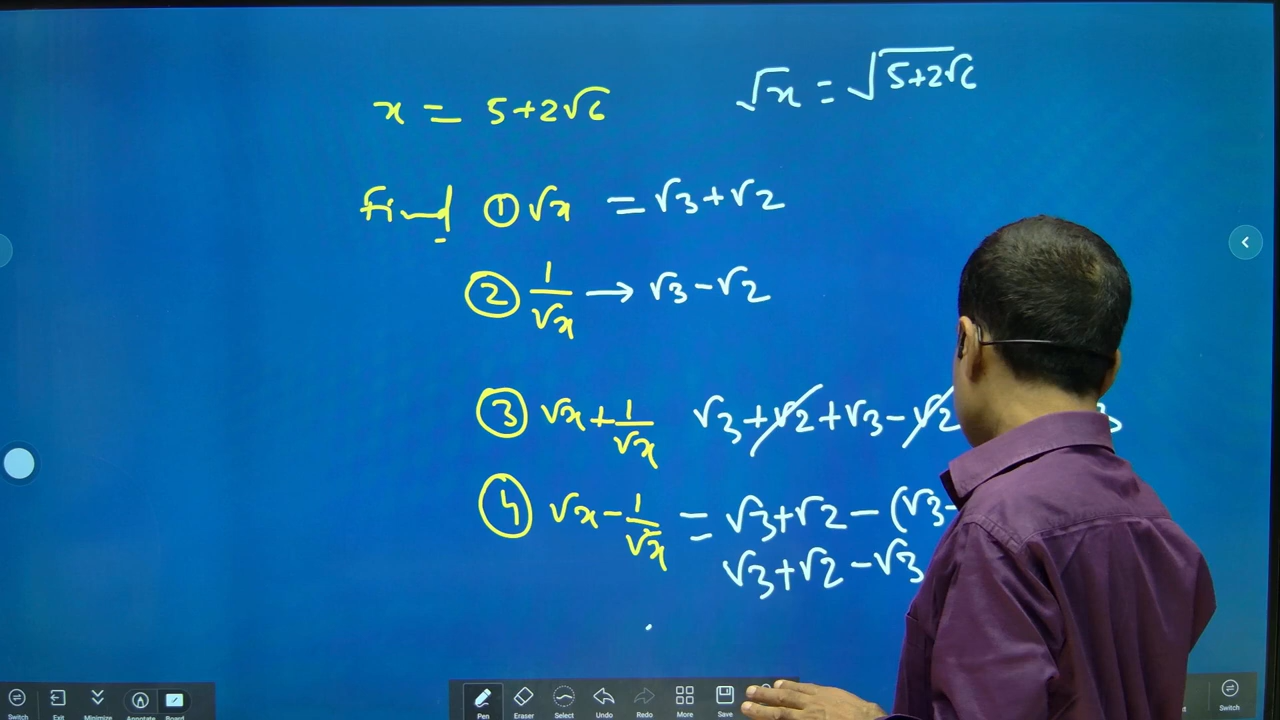 x = 5+2√6
√x = √5+2√6
Find ① √x = √3+√2
② 1/√x → √3-√2
③ √x+1/√x √3+√2+√3-√2 3
④ √x-1/√x = √3+√2-(√3-
√3+√2-√3
Switch Exit Minimize Annotate Board Pen Eraser Select Undo Redo More Save Switch